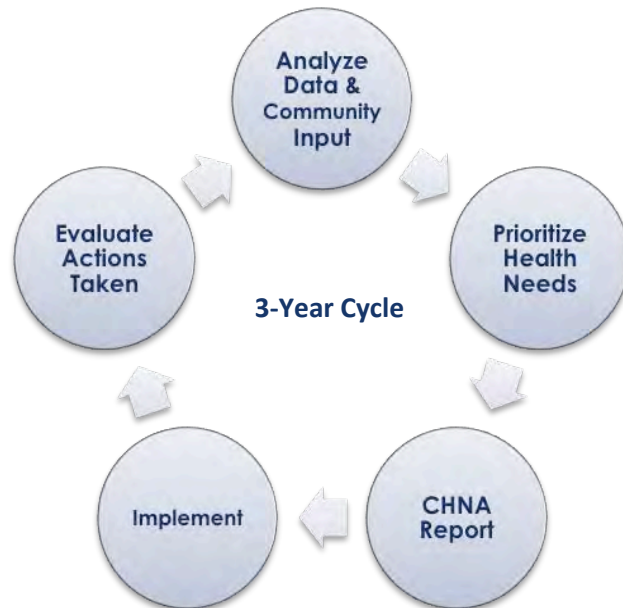 Analyze
Data &
Community
Input
Prioritize
Health
Needs
CHNA
Report
Implement
Evaluate
Actions
Taken
3-Year Cycle